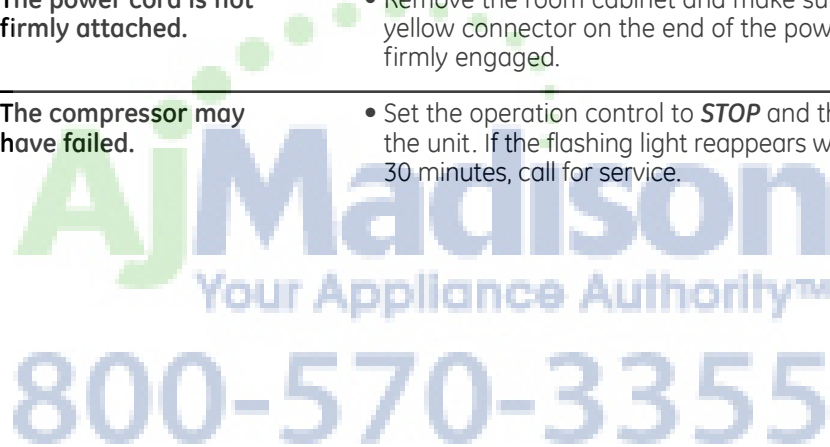 The power cord is not
firmly attached.
• Remove the room cabinet and make su
yellow connector on the end of the pow
firmly engaged.
The compressor may
have failed.
• Set the operation control to STOP and th
the unit. If the flashing light reappears w
30 minutes, call for service.
AjMadison
Your Appliance Authority™
800-570-3355